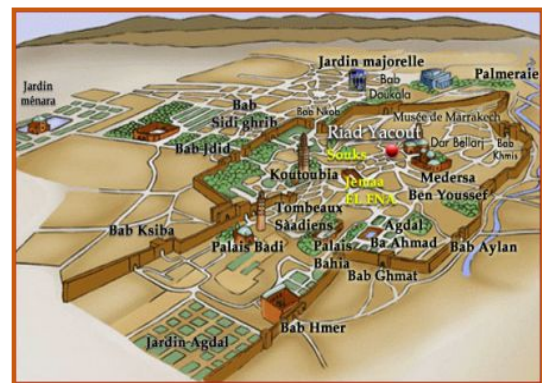 Jardin majorelle
Palmeraie
Bab
Doukala
Jardin
ménara
Bab
Sidi ghrib
Bab Nkob
Musée de Marrakech
Riad Yacout
Bab Jdid
Souks
Dar Bellarj
Bab
Khmis
Koutoubia
Jemaa
EL FNA
Medersa
Ben Youssef
Tombeaux
Saadiens
Bab Ksiba
Palais Badi
Palais
Bahia
Agdal
Ba Ahmad
Bab Aylan
Bab Ghmat
Bab Hmer
Jardin Agdal